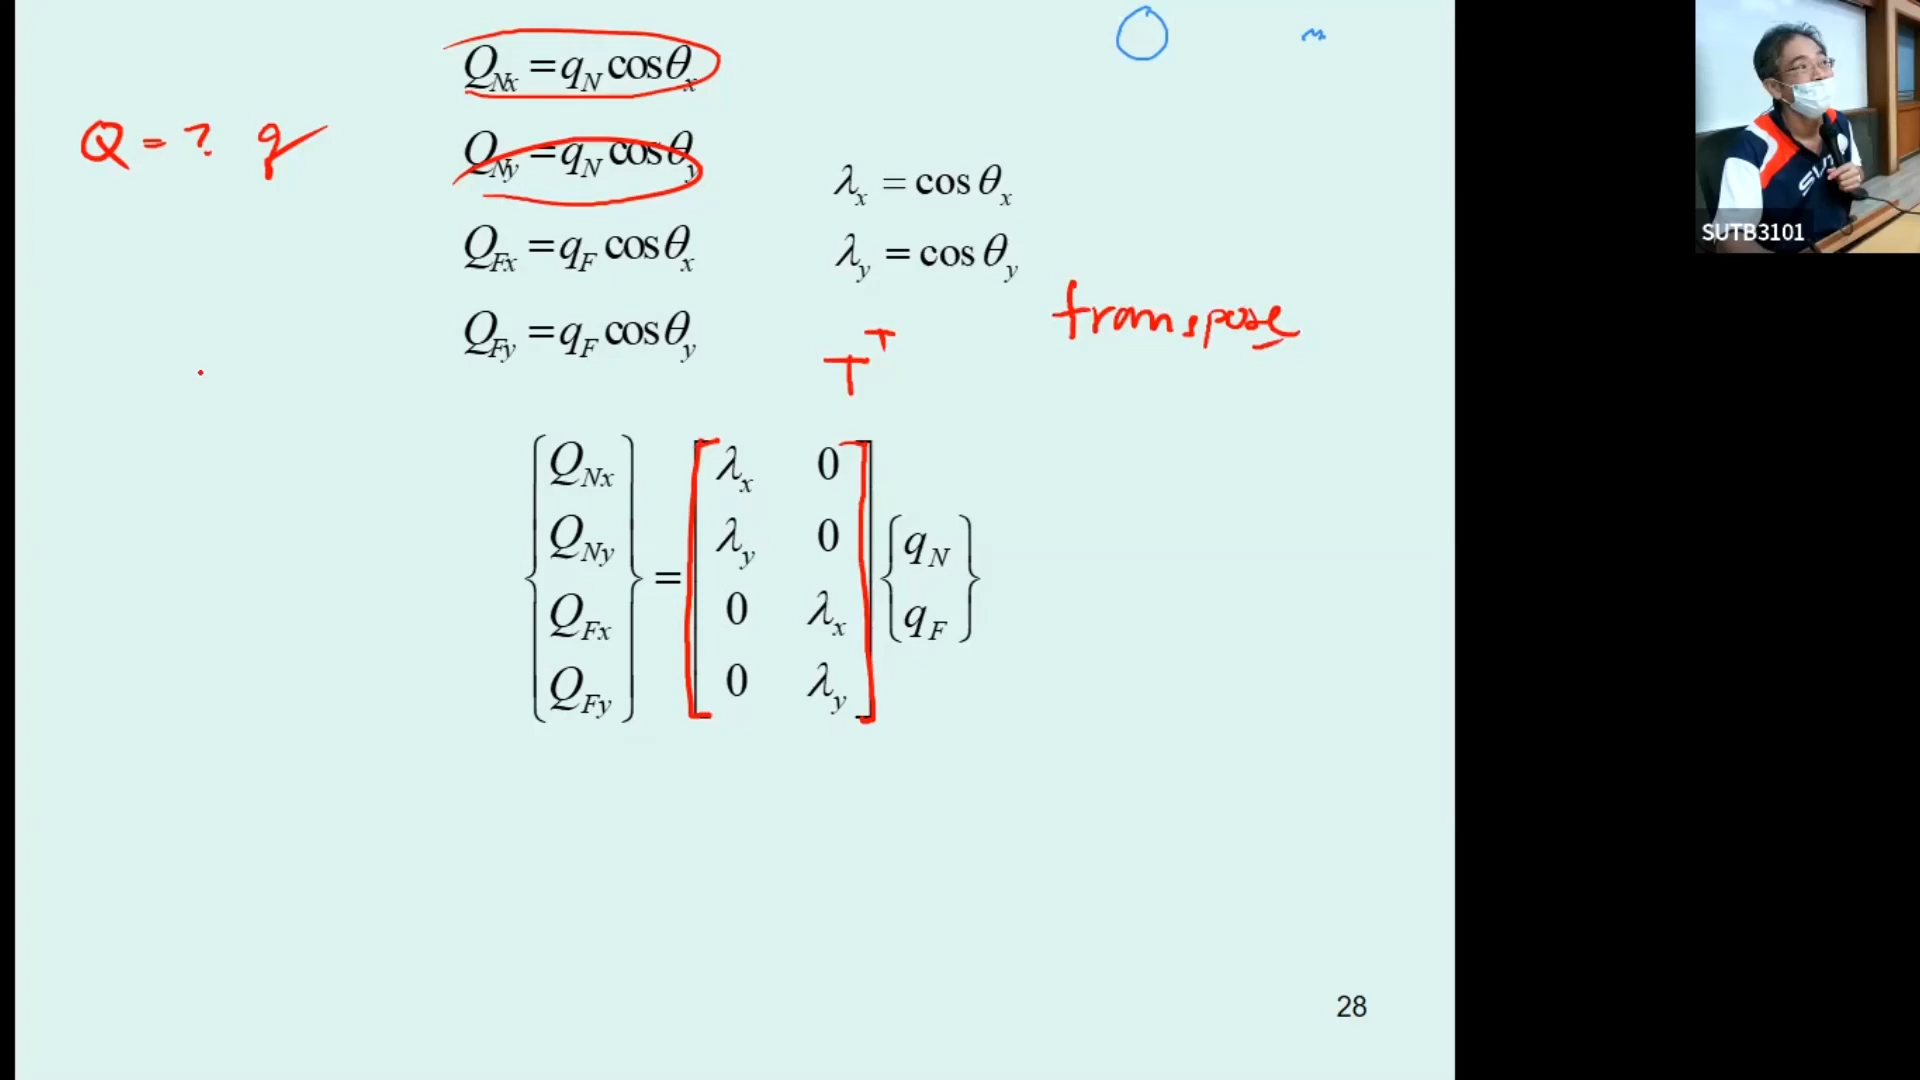 Q_Nx = q_N cos θ_x
Q_Ny = q_N cos θ_y
Q = ? q
Q_Fx = q_F cos θ_x
Q_Fy = q_F cos θ_y
λ_x = cos θ_x
λ_y = cos θ_y
T^T transpose
{Q_Nx} = [λ_x 0] {q_N}
{Q_Ny} [λ_y 0] {q_F}
{Q_Fx} [0 λ_x]
{Q_Fy} [0 λ_y]
28
SUTB3101